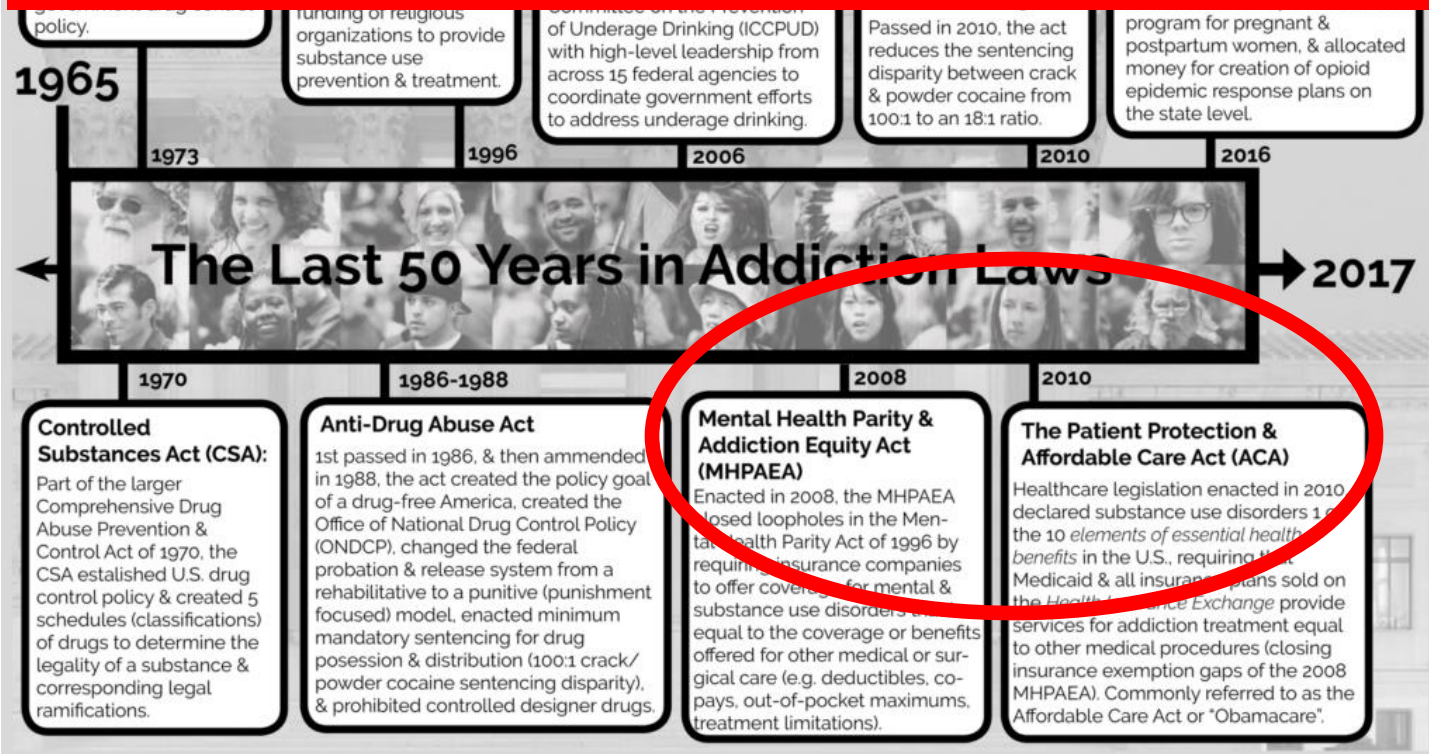 policy.
funding of religious
organizations to provide
substance use
prevention & treatment.
of Underage Drinking (ICCPUD)
with high-level leadership from
across 15 federal agencies to
coordinate government efforts
to address underage drinking.
Passed in 2010, the act
reduces the sentencing
disparity between crack
& powder cocaine from
100:1 to an 18:1 ratio.
program for pregnant &
postpartum women, & allocated
money for creation of opioid
epidemic response plans on
the state level.
1965
1973
1996
2006
2010
2016
The Last 50 Years in Addiction Laws
2017
1970
1986-1988
2008
2010
Controlled
Substances Act (CSA):
Part of the larger
Comprehensive Drug
Abuse Prevention &
Control Act of 1970, the
CSA estalished U.S. drug
control policy & created 5
schedules (classifications)
of drugs to determine the
legality of a substance &
corresponding legal
ramifications.
Anti-Drug Abuse Act
1st passed in 1986, & then ammended
in 1988, the act created the policy goal
of a drug-free America, created the
Office of National Drug Control Policy
(ONDCP), changed the federal
probation & release system from a
rehabilitative to a punitive (punishment
focused) model, enacted minimum
mandatory sentencing for drug
posession & distribution (100:1 crack/
powder cocaine sentencing disparity),
& prohibited controlled designer drugs.
Mental Health Parity &
Addiction Equity Act
(MHPAEA)
Enacted in 2008, the MHPAEA
closed loopholes in the Men-
tal Health Parity Act of 1996 by
requiring insurance companies
to offer coverage for mental &
substance use disorders
equal to the coverage or benefits
offered for other medical or sur-
gical care (e.g. deductibles, co-
pays, out-of-pocket maximums,
treatment limitations).
The Patient Protection &
Affordable Care Act (ACA)
Healthcare legislation enacted in 2010
declared substance use disorders 1 of
the 10 elements of essential health
benefits in the U.S., requiring that
Medicaid & all insurance plans sold on
the Health Insurance Exchange provide
services for addiction treatment equal
to other medical procedures (closing
insurance exemption gaps of the 2008
MHPAEA). Commonly referred to as the
Affordable Care Act or "Obamacare".